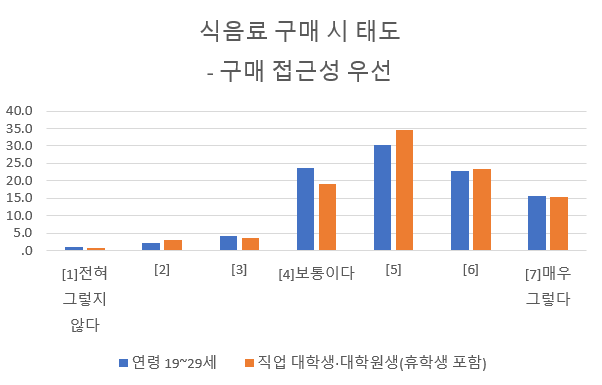 식음료 구매 시 태도
- 구매 접근성 우선
40.0
35.0
30.0
25.0
20.0
15.0
10.0
5.0
.0
[1]전혀
그렇지
않다
[2]
[3]
[4]보통이다
[5]
[6]
[7]매우
그렇다
연령 19~29세
직업 대학생·대학원생(휴학생 포함)